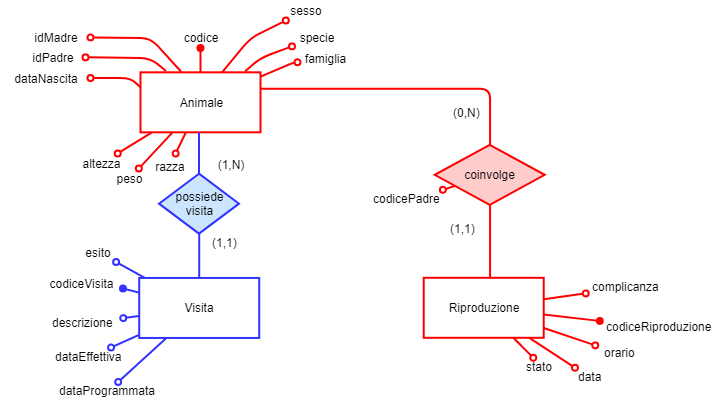 sesso
idMadre
codice
specie
idPadre
famiglia
dataNascita
Animale
(0,N)
altezza
razza
(1,N)
peso
coinvolge
possiede
visita
codicePadre
(1,1)
(1,1)
esito
codiceVisita
complicanza
Visita
Riproduzione
descrizione
codiceRiproduzione
dataEffettiva
orario
stato
data
dataProgrammata